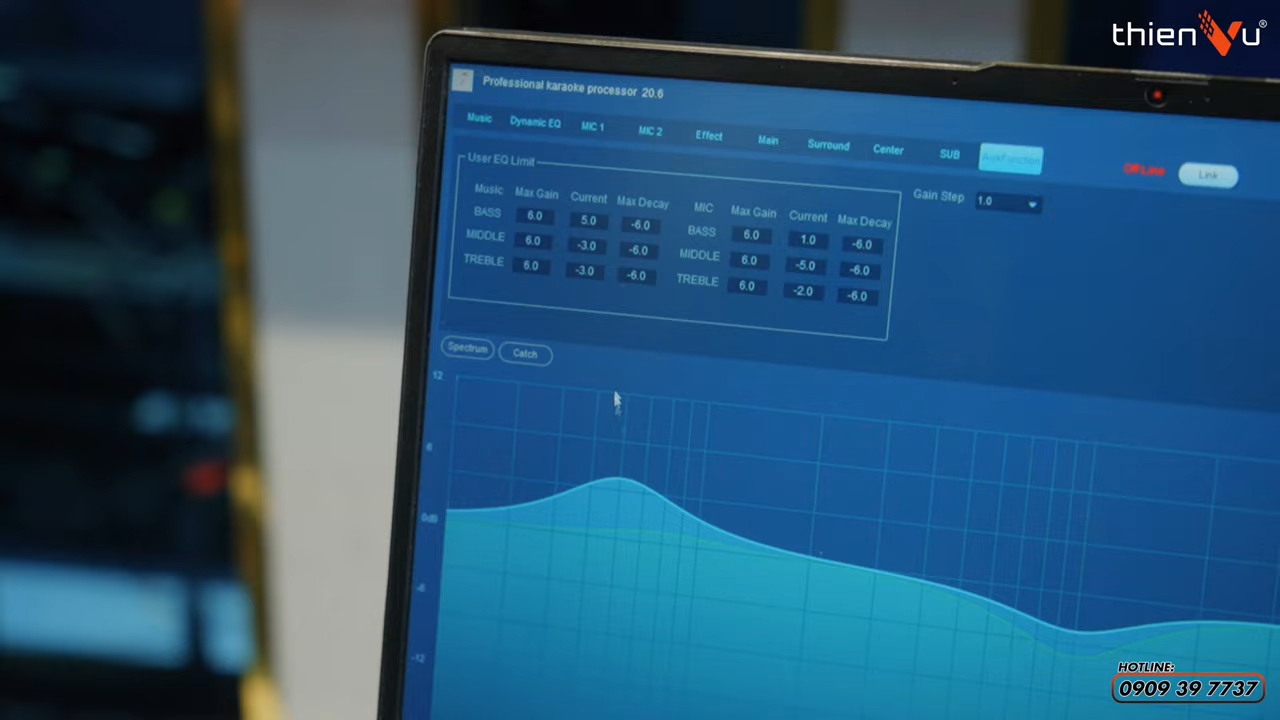 thienVu®
Professional karaoke processor 20.6
Music Dynamic EQ MIC 1 MIC 2 Effect Main Surround Center SUB AuxFunction
Off Line Link
User EQ Limit
Gain Step 1.0
Music Max Gain Current Max Decay MIC Max Gain Current Max Decay
BASS 6.0 5.0 -6.0 BASS 6.0 1.0 -6.0
MIDDLE 6.0 -3.0 -6.0 MIDDLE 6.0 -5.0 -6.0
TREBLE 6.0 -3.0 -6.0 TREBLE 6.0 -2.0 -6.0
Spectrum Catch
12
6
0dB
-6
-12
HOTLINE:
0909 39 7737